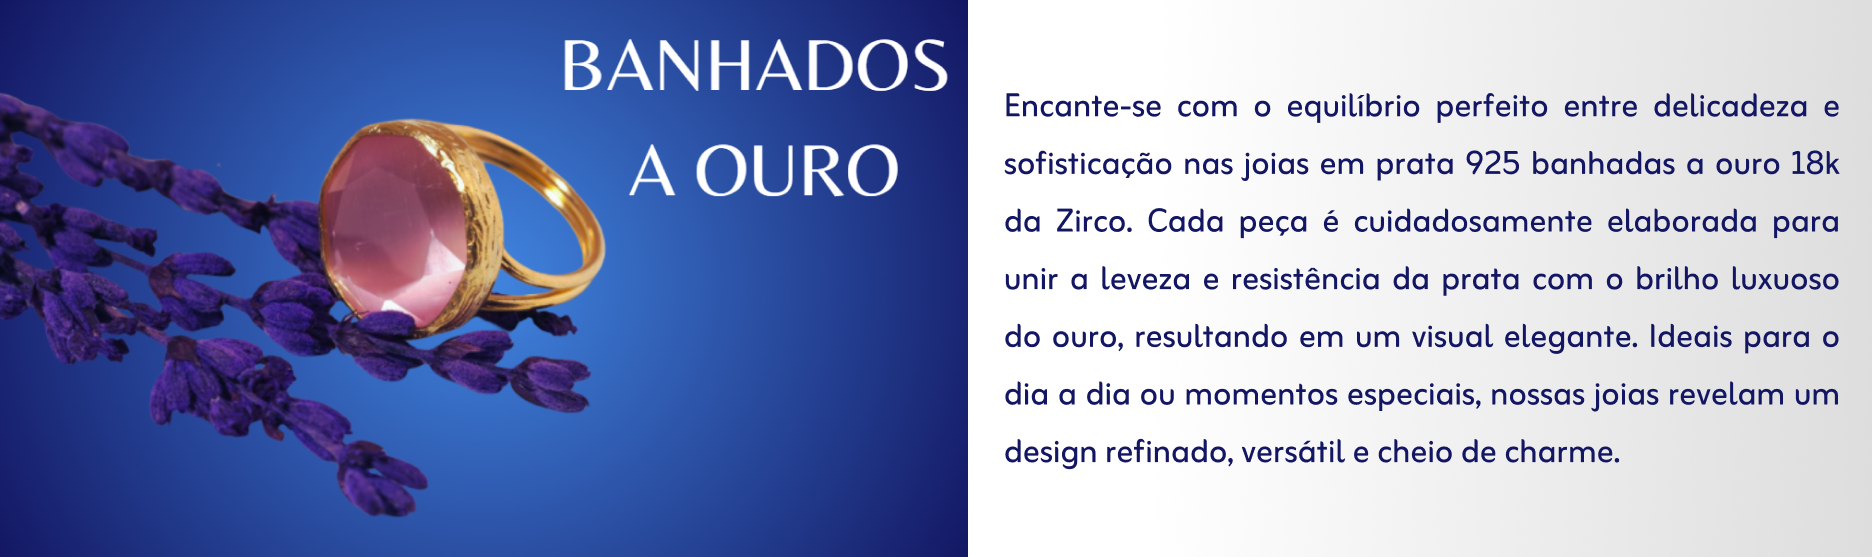 BANHADOS
A OURO
Encante-se com o equilíbrio perfeito entre delicadeza e
sofisticação nas joias em prata 925 banhadas a ouro 18k
da Zirco. Cada peça é cuidadosamente elaborada para
unir a leveza e resistência da prata com o brilho luxuoso
do ouro, resultando em um visual elegante. Ideais para o
dia a dia ou momentos especiais, nossas joias revelam um
design refinado, versátil e cheio de charme.